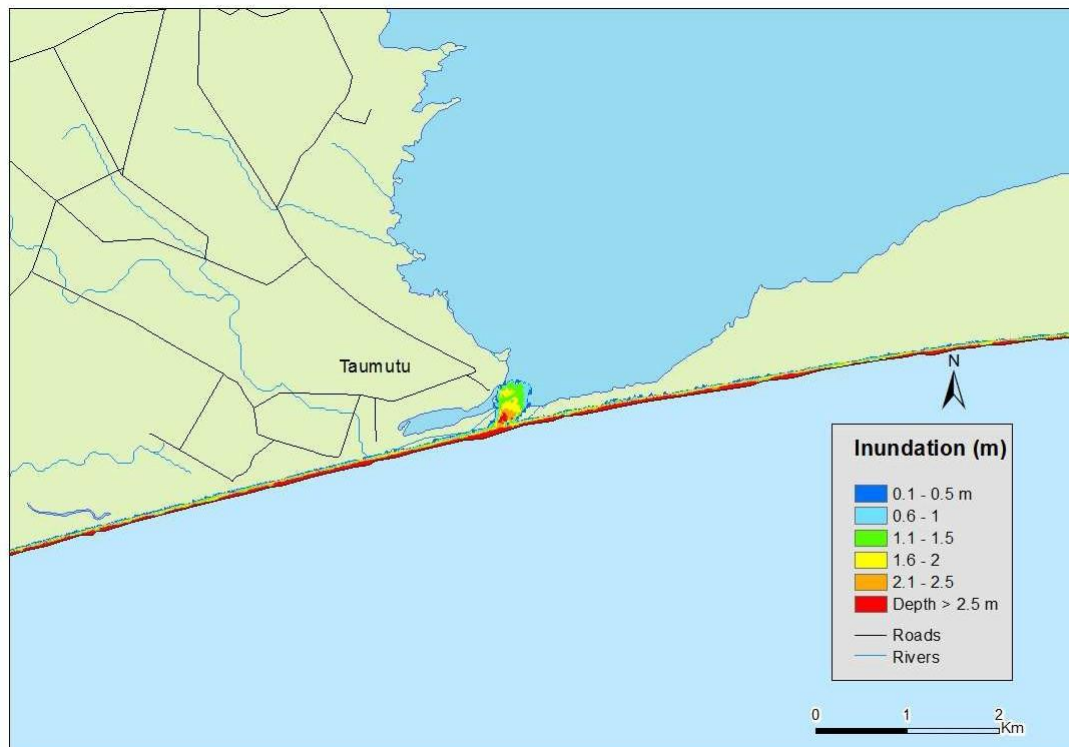 Taumutu
N
Inundation (m)
0.1 - 0.5 m
0.6 - 1
1.1 - 1.5
1.6 - 2
2.1 - 2.5
Depth > 2.5 m
Roads
Rivers
0 1 2
Km